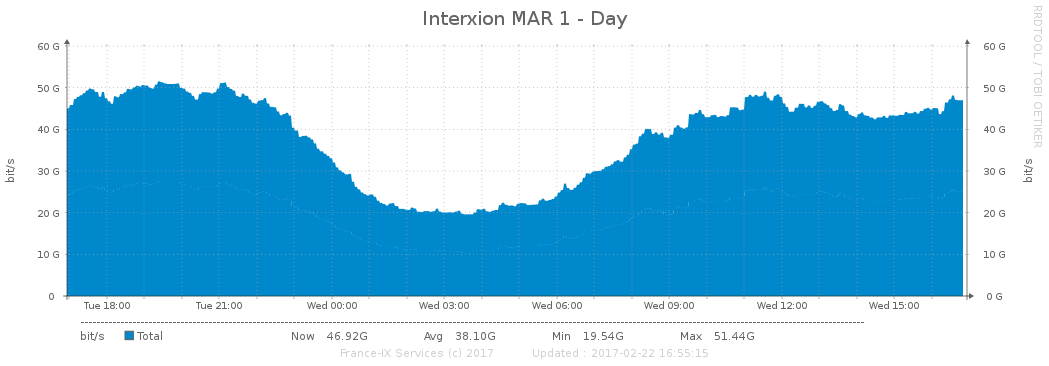 Interxion MAR 1 - Day
RRDTOOL / TOBI OETIKER
60 G 60 G
50 G 50 G
40 G 40 G
30 G 30 G
20 G 20 G
10 G 10 G
0 0 G
bit/s bit/s
Tue 18:00 Tue 21:00 Wed 00:00 Wed 03:00 Wed 06:00 Wed 09:00 Wed 12:00 Wed 15:00
bit/s Total Now 46.92G Avg 38.10G Min 19.54G Max 51.44G
France-IX Services (c) 2017 Updated : 2017-02-22 16:55:15